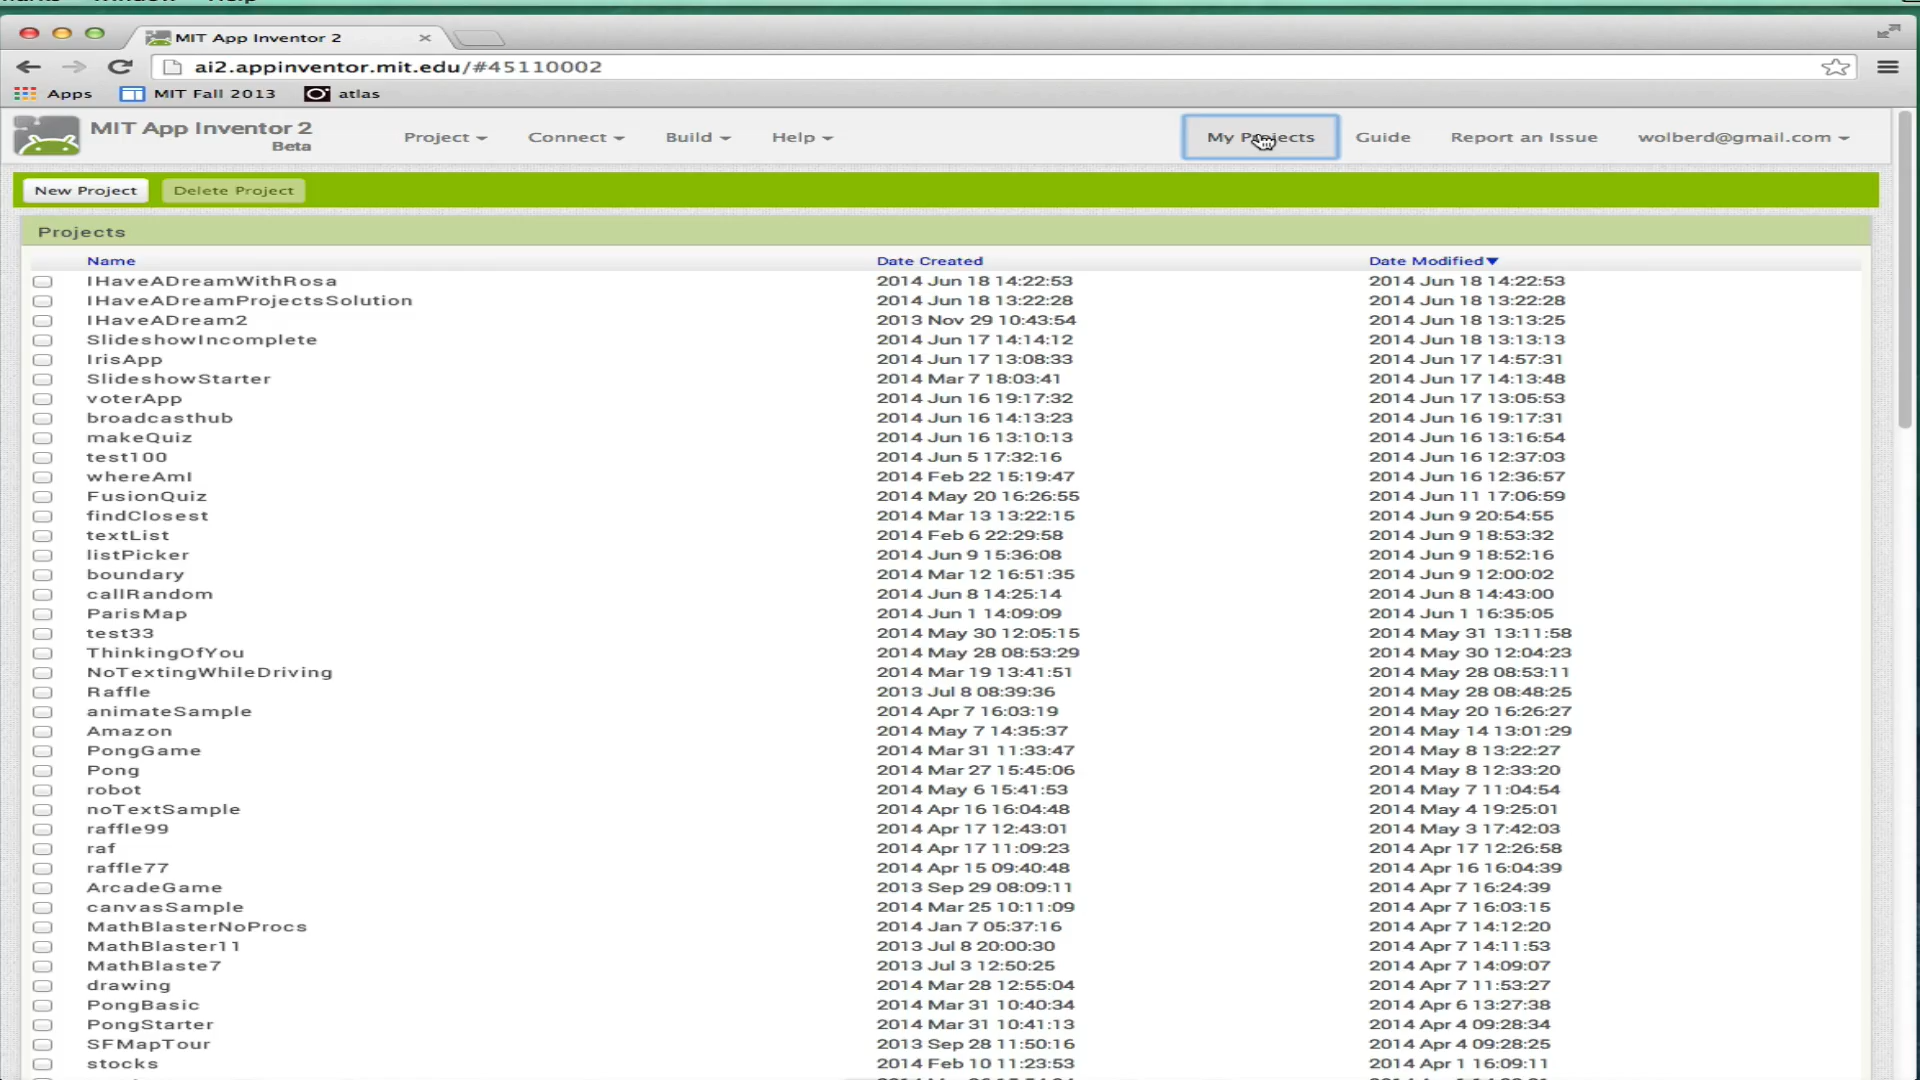 Window Help
MIT App Inventor 2
ai2.appinventor.mit.edu/#45110002
Apps MIT Fall 2013 atlas
MIT App Inventor 2
Beta
Project Connect Build Help My Projects Guide Report an Issue wolberd@gmail.com
New Project Delete Project
Projects
Name Date Created Date Modified
IHaveADreamWithRosa 2014 Jun 18 14:22:53 2014 Jun 18 14:22:53
IHaveADreamProjectsSolution 2014 Jun 18 13:22:28 2014 Jun 18 13:22:28
IHaveADream2 2013 Nov 29 10:43:54 2014 Jun 18 13:13:25
SlideshowIncomplete 2014 Jun 17 14:14:12 2014 Jun 18 13:13:13
IrisApp 2014 Jun 17 13:08:33 2014 Jun 17 14:57:31
SlideshowStarter 2014 Mar 7 18:03:41 2014 Jun 17 14:13:48
voterApp 2014 Jun 16 19:17:32 2014 Jun 17 13:05:53
broadcasthub 2014 Jun 16 14:13:23 2014 Jun 16 19:17:31
makeQuiz 2014 Jun 16 13:10:13 2014 Jun 16 13:16:54
test100 2014 Jun 5 17:32:16 2014 Jun 16 12:37:03
whereAmI 2014 Feb 22 15:19:47 2014 Jun 16 12:36:57
FusionQuiz 2014 May 20 16:26:55 2014 Jun 11 17:06:59
findClosest 2014 Mar 13 13:22:15 2014 Jun 9 20:54:55
textList 2014 Feb 6 22:29:58 2014 Jun 9 18:53:32
listPicker 2014 Jun 9 15:36:08 2014 Jun 9 18:52:16
boundary 2014 Mar 12 16:51:35 2014 Jun 9 12:00:02
callRandom 2014 Jun 8 14:25:14 2014 Jun 8 14:43:00
ParisMap 2014 Jun 1 14:09:09 2014 Jun 1 16:35:05
test33 2014 May 30 12:05:15 2014 May 31 13:11:58
ThinkingOfYou 2014 May 28 08:53:29 2014 May 30 12:04:23
NoTextingWhileDriving 2014 Mar 19 13:41:51 2014 May 28 08:53:11
Raffle 2013 Jul 8 08:39:36 2014 May 28 08:48:25
animateSample 2014 Apr 7 16:03:19 2014 May 20 16:26:27
Amazon 2014 May 7 14:35:37 2014 May 14 13:01:29
PongGame 2014 Mar 31 11:33:47 2014 May 8 13:22:27
Pong 2014 Mar 27 15:45:06 2014 May 8 12:33:20
robot 2014 May 6 15:41:53 2014 May 7 11:04:54
noTextSample 2014 Apr 16 16:04:48 2014 May 4 19:25:01
raffle99 2014 Apr 17 12:43:01 2014 May 3 17:42:03
raf 2014 Apr 17 11:09:23 2014 Apr 17 12:26:58
raffle77 2014 Apr 15 09:40:48 2014 Apr 16 16:04:39
ArcadeGame 2013 Sep 29 08:09:11 2014 Apr 7 16:24:39
canvasSample 2014 Mar 25 10:11:09 2014 Apr 7 16:03:15
MathBlasterNoProcs 2014 Jan 7 05:37:16 2014 Apr 7 14:12:20
MathBlaster11 2013 Jul 8 20:00:30 2014 Apr 7 14:11:53
MathBlaste7 2013 Jul 3 12:50:25 2014 Apr 7 14:09:07
drawing 2014 Mar 28 12:55:04 2014 Apr 7 11:53:27
PongBasic 2014 Mar 31 10:40:34 2014 Apr 6 13:27:38
PongStarter 2014 Mar 31 10:41:13 2014 Apr 4 09:28:34
SFMapTour 2013 Sep 28 11:50:16 2014 Apr 4 09:28:25
stocks 2014 Feb 10 11:23:53 2014 Apr 1 16:09:11